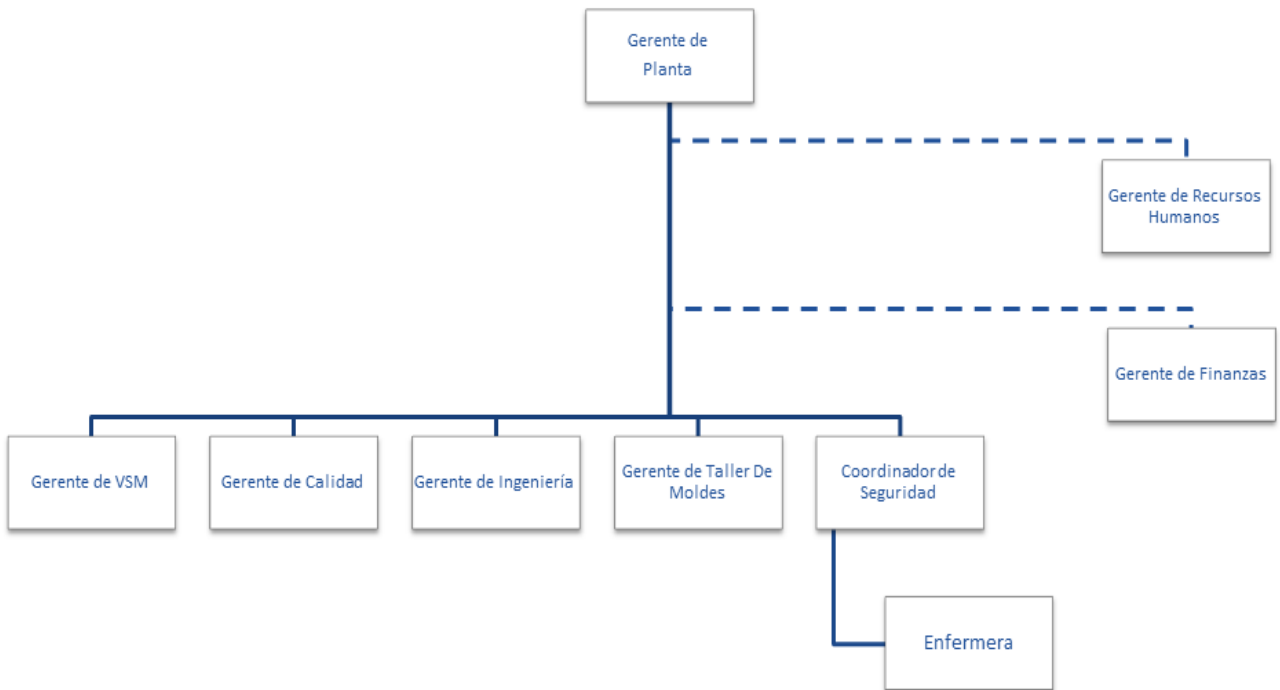 Gerente de
Planta
Gerente de Recursos
Humanos
Gerente de Finanzas
Gerente de VSM
Gerente de Calidad
Gerente de Ingeniería
Gerente de Taller De
Moldes
Coordinador de
Seguridad
Enfermera